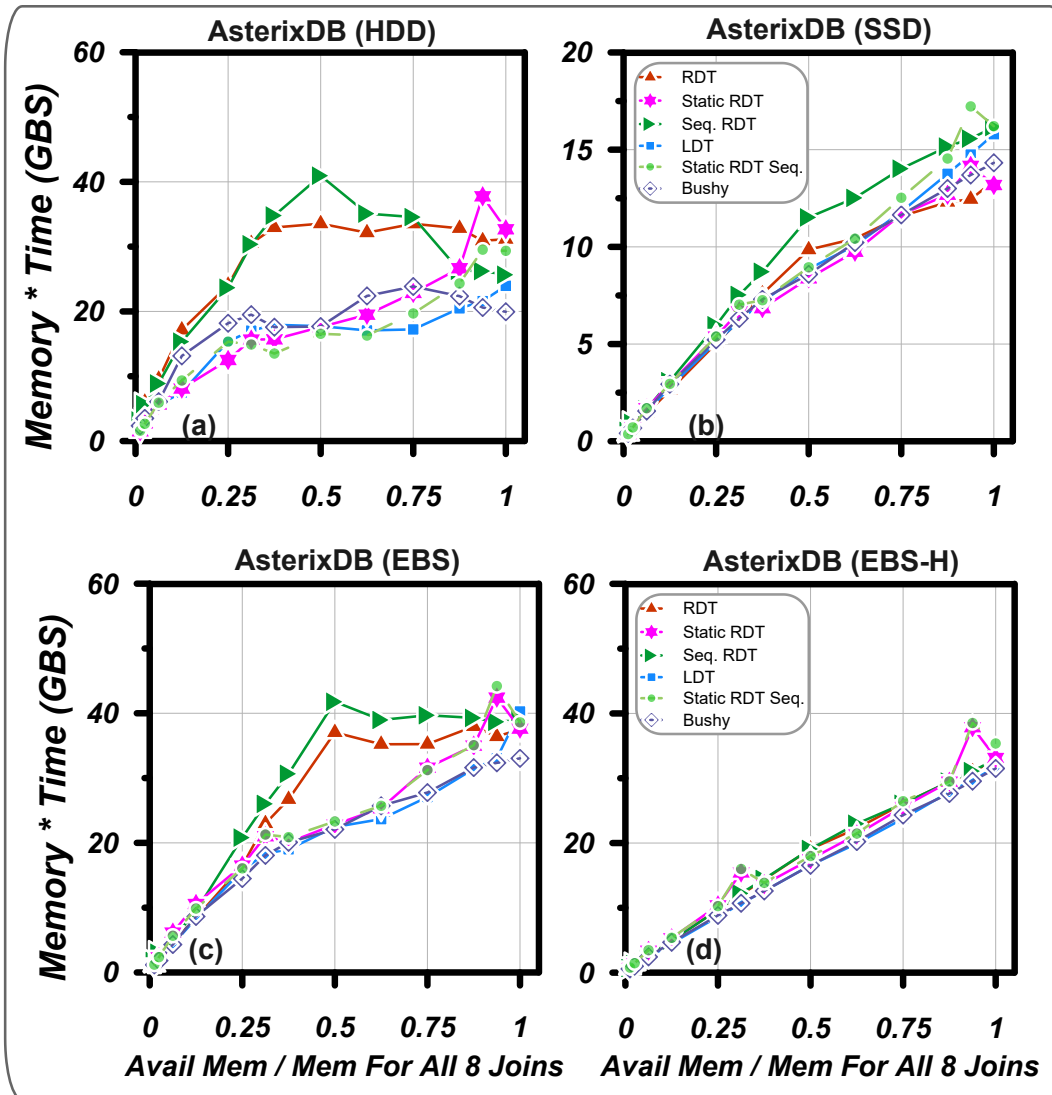 AsterixDB (HDD)
Memory * Time (GBS)
60
40
20
0
(a)
0 0.25 0.5 0.75 1
AsterixDB (SSD)
20
15
10
5
0
RDT
Static RDT
Seq. RDT
LDT
Static RDT Seq.
Bushy
(b)
0 0.25 0.5 0.75 1
AsterixDB (EBS)
Memory * Time (GBS)
60
40
20
0
(c)
0 0.25 0.5 0.75 1
Avail Mem / Mem For All 8 Joins
AsterixDB (EBS-H)
60
40
20
0
RDT
Static RDT
Seq. RDT
LDT
Static RDT Seq.
Bushy
(d)
0 0.25 0.5 0.75 1
Avail Mem / Mem For All 8 Joins